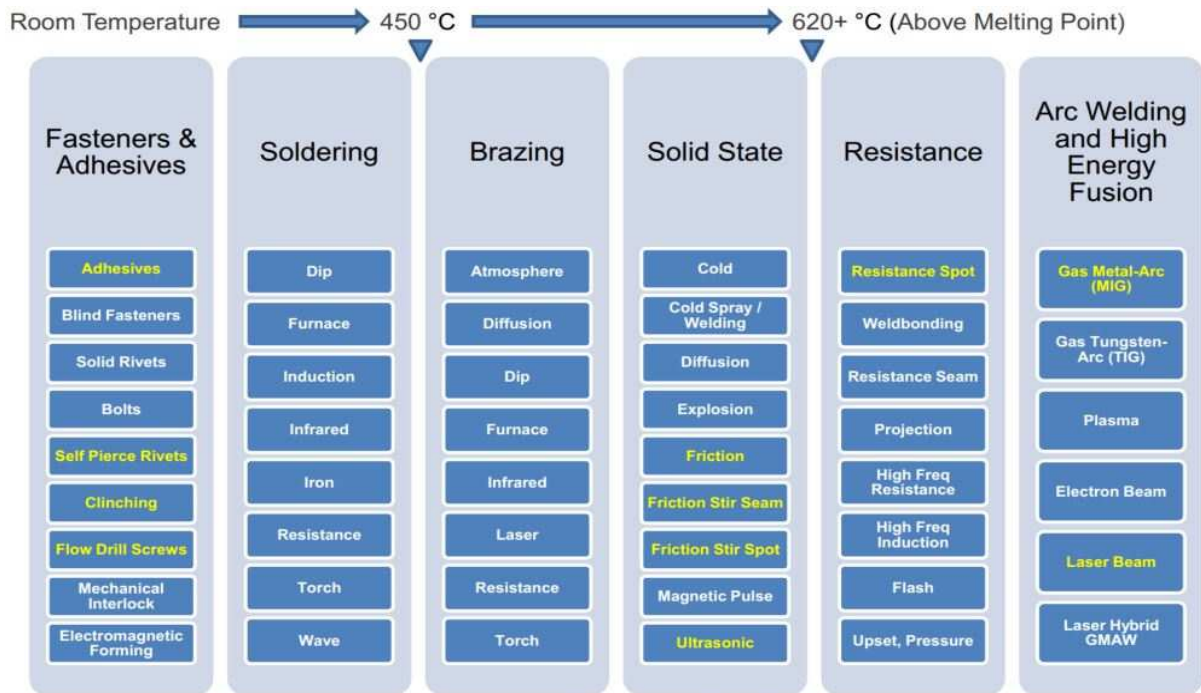 Room Temperature 450 °C 620+ °C (Above Melting Point)
Fasteners &
Adhesives
Adhesives
Blind Fasteners
Solid Rivets
Bolts
Self Pierce Rivets
Clinching
Flow Drill Screws
Mechanical
Interlock
Electromagnetic
Forming
Soldering
Dip
Furnace
Induction
Infrared
Iron
Resistance
Torch
Wave
Brazing
Atmosphere
Diffusion
Dip
Furnace
Infrared
Laser
Resistance
Torch
Solid State
Cold
Cold Spray /
Welding
Diffusion
Explosion
Friction
Friction Stir Seam
Friction Stir Spot
Magnetic Pulse
Ultrasonic
Resistance
Resistance Spot
Weldbonding
Resistance Seam
Projection
High Freq
Resistance
High Freq
Induction
Flash
Upset, Pressure
Arc Welding
and High
Energy
Fusion
Gas Metal-Arc
(MIG)
Gas Tungsten-
Arc (TIG)
Plasma
Electron Beam
Laser Beam
Laser Hybrid
GMAW